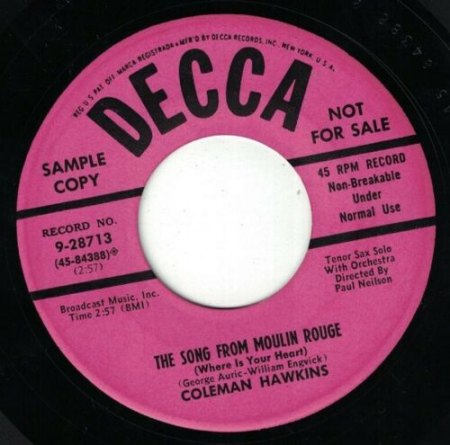 REG. U.S. PAT. OFF. MARCA REGISTRADA • MF'D BY DECCA RECORDS, INC. NEW YORK, U.S.A.
DECCA
SAMPLE
COPY
NOT
FOR SALE
RECORD NO.
9-28713
(45-84388)
(2:57)
45 RPM RECORD
Non-Breakable
Under
Normal Use
Broadcast Music, Inc.
Time 2:57 (BMI)
Tenor Sax Solo
With Orchestra
Directed By
Paul Neilson
THE SONG FROM MOULIN ROUGE
(Where Is Your Heart)
(George Auric-William Engvick)
COLEMAN HAWKINS